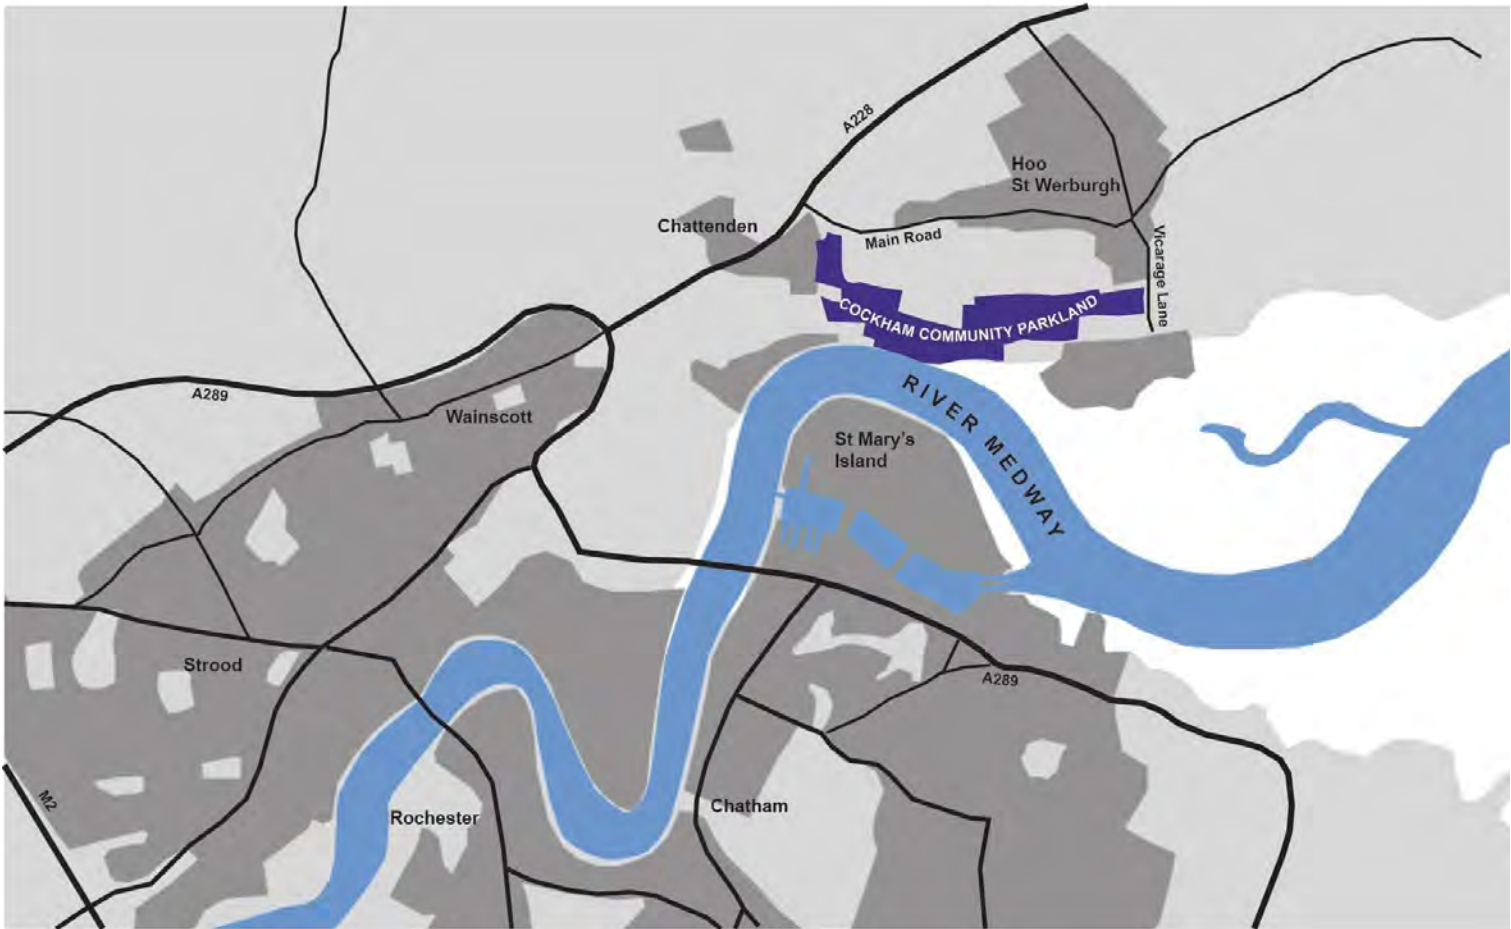 A228
Hoo
St Werburgh
Chattenden
Main Road
Vicarage Lane
COCKHAM COMMUNITY PARKLAND
A289
Wainscott
RIVER MEDWAY
St Mary's
Island
Strood
A289
M2
Rochester
Chatham